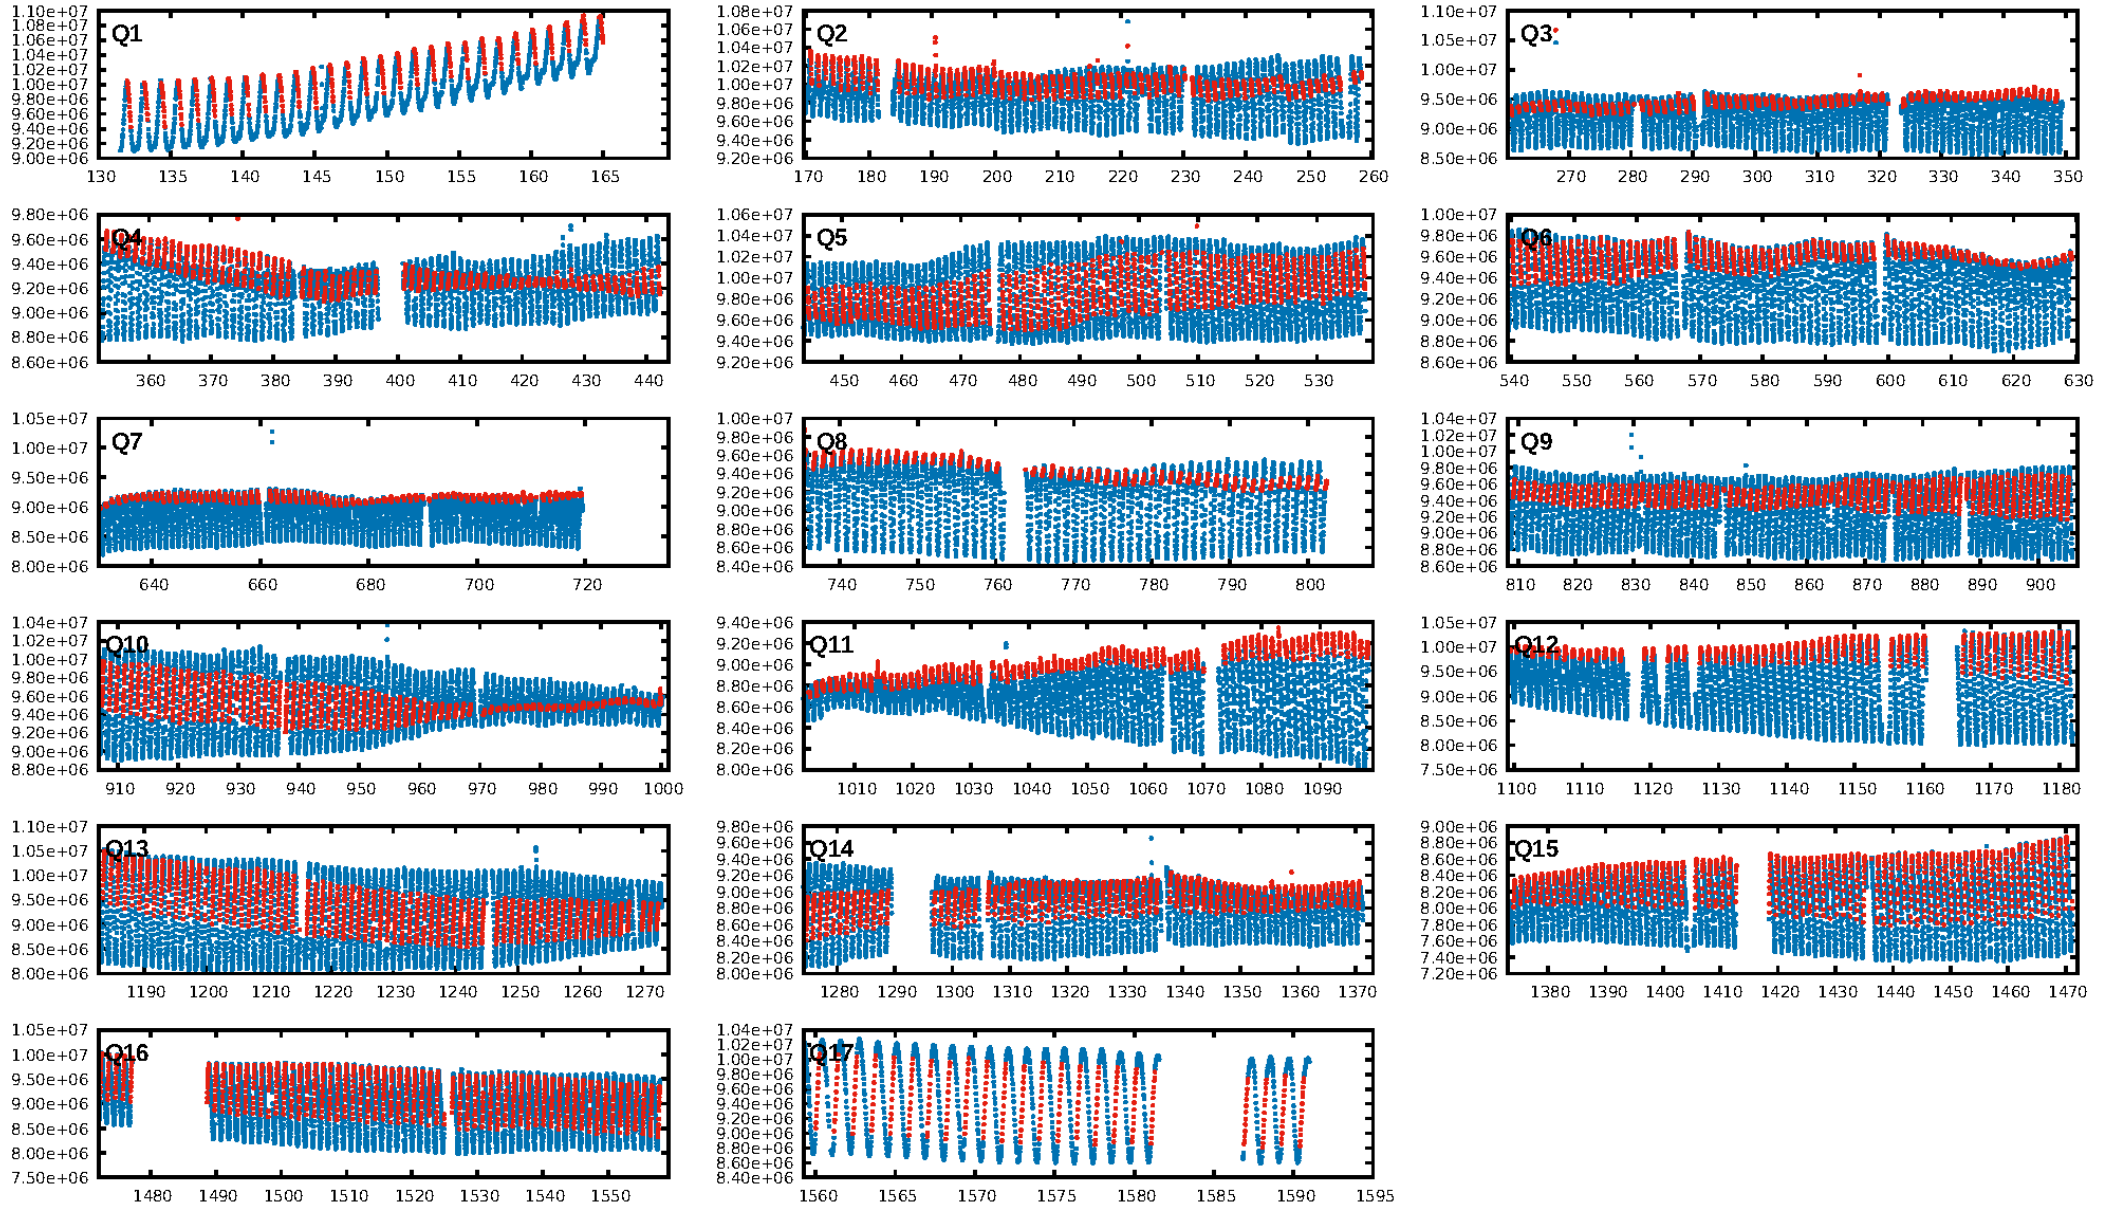 1.10e+07
1.08e+07
1.06e+07
1.04e+07
1.02e+07
1.00e+07
9.80e+06
9.60e+06
9.40e+06
9.20e+06
9.00e+06
Q1
130 135 140 145 150 155 160 165
1.08e+07
1.06e+07
1.04e+07
1.02e+07
1.00e+07
9.80e+06
9.60e+06
9.40e+06
9.20e+06
Q2
170 180 190 200 210 220 230 240 250 260
1.10e+07
1.05e+07
1.00e+07
9.50e+06
9.00e+06
8.50e+06
Q3
270 280 290 300 310 320 330 340 350
9.80e+06
9.60e+06
9.40e+06
9.20e+06
9.00e+06
8.80e+06
8.60e+06
Q4
360 370 380 390 400 410 420 430 440
1.06e+07
1.04e+07
1.02e+07
1.00e+07
9.80e+06
9.60e+06
9.40e+06
9.20e+06
Q5
450 460 470 480 490 500 510 520 530
1.00e+07
9.80e+06
9.60e+06
9.40e+06
9.20e+06
9.00e+06
8.80e+06
8.60e+06
Q6
540 550 560 570 580 590 600 610 620 630
1.05e+07
1.00e+07
9.50e+06
9.00e+06
8.50e+06
8.00e+06
Q7
640 660 680 700 720
1.00e+07
9.80e+06
9.60e+06
9.40e+06
9.20e+06
9.00e+06
8.80e+06
8.60e+06
8.40e+06
Q8
740 750 760 770 780 790 800
1.04e+07
1.02e+07
1.00e+07
9.80e+06
9.60e+06
9.40e+06
9.20e+06
9.00e+06
8.80e+06
8.60e+06
Q9
810 820 830 840 850 860 870 880 890 900
1.04e+07
1.02e+07
1.00e+07
9.80e+06
9.60e+06
9.40e+06
9.20e+06
9.00e+06
8.80e+06
Q10
910 920 930 940 950 960 970 980 990 1000
9.40e+06
9.20e+06
9.00e+06
8.80e+06
8.60e+06
8.40e+06
8.20e+06
8.00e+06
Q11
1010 1020 1030 1040 1050 1060 1070 1080 1090
1.05e+07
1.00e+07
9.50e+06
9.00e+06
8.50e+06
8.00e+06
7.50e+06
Q12
1100 1110 1120 1130 1140 1150 1160 1170 1180
1.10e+07
1.05e+07
1.00e+07
9.50e+06
9.00e+06
8.50e+06
8.00e+06
Q13
1190 1200 1210 1220 1230 1240 1250 1260 1270
9.80e+06
9.60e+06
9.40e+06
9.20e+06
9.00e+06
8.80e+06
8.60e+06
8.40e+06
8.20e+06
8.00e+06
Q14
1280 1290 1300 1310 1320 1330 1340 1350 1360 1370
9.00e+06
8.80e+06
8.60e+06
8.40e+06
8.20e+06
8.00e+06
7.80e+06
7.60e+06
7.40e+06
7.20e+06
Q15
1380 1390 1400 1410 1420 1430 1440 1450 1460 1470
1.05e+07
1.00e+07
9.50e+06
9.00e+06
8.50e+06
8.00e+06
7.50e+06
Q16
1480 1490 1500 1510 1520 1530 1540 1550
1.04e+07
1.02e+07
1.00e+07
9.80e+06
9.60e+06
9.40e+06
9.20e+06
9.00e+06
8.80e+06
8.60e+06
8.40e+06
Q17
1560 1565 1570 1575 1580 1585 1590 1595